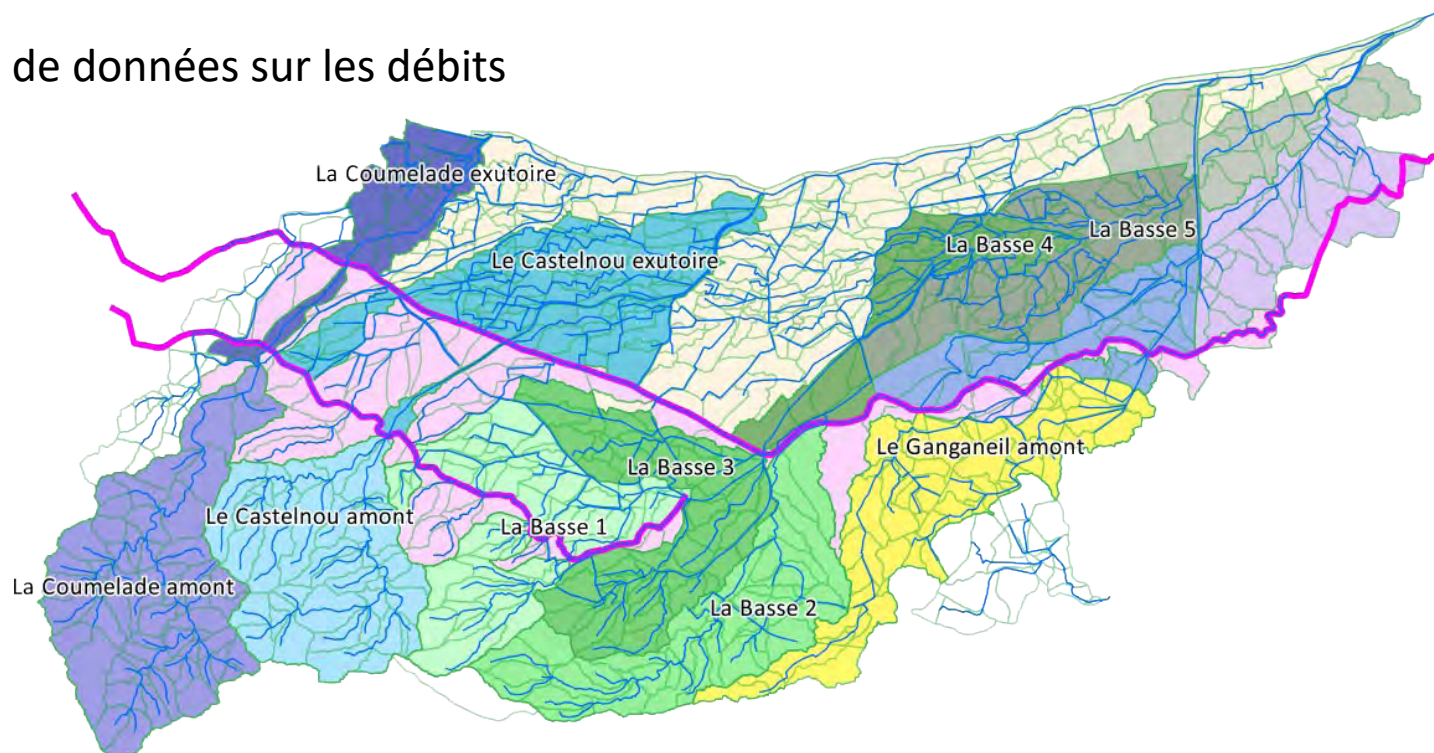 de données sur les débits
La Coumelade exutoire
La Basse 4
La Basse 5
Le Castelnou exutoire
Le Ganganeil amont
La Basse 3
Le Castelnou amont
La Basse 1
La Coumelade amont
La Basse 2